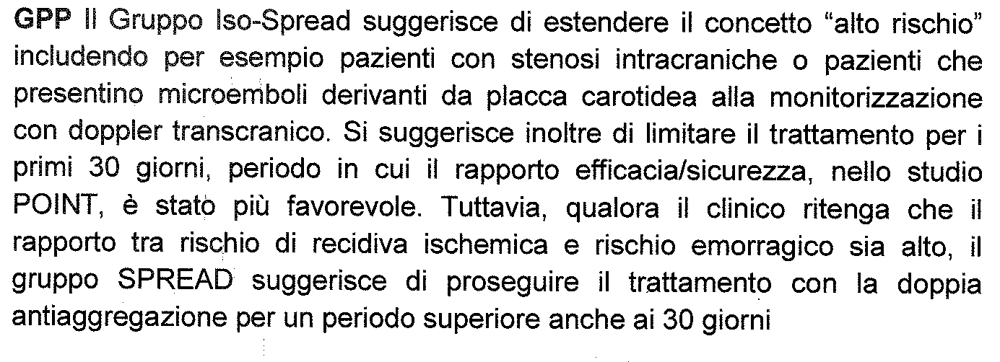 GPP Il Gruppo Iso-Spread suggerisce di estendere il concetto “alto rischio”
includendo per esempio pazienti con stenosi intracraniche o pazienti che
presentino microemboli derivanti da placca carotidea alla monitorizzazione
con doppler transcranico. Si suggerisce inoltre di limitare il trattamento per i
primi 30 giorni, periodo in cui il rapporto efficacia/sicurezza, nello studio
POINT, è stato più favorevole. Tuttavia, qualora il clinico ritenga che il
rapporto tra rischio di recidiva ischemica e rischio emorragico sia alto, il
gruppo SPREAD suggerisce di proseguire il trattamento con la doppia
antiaggregazione per un periodo superiore anche ai 30 giorni